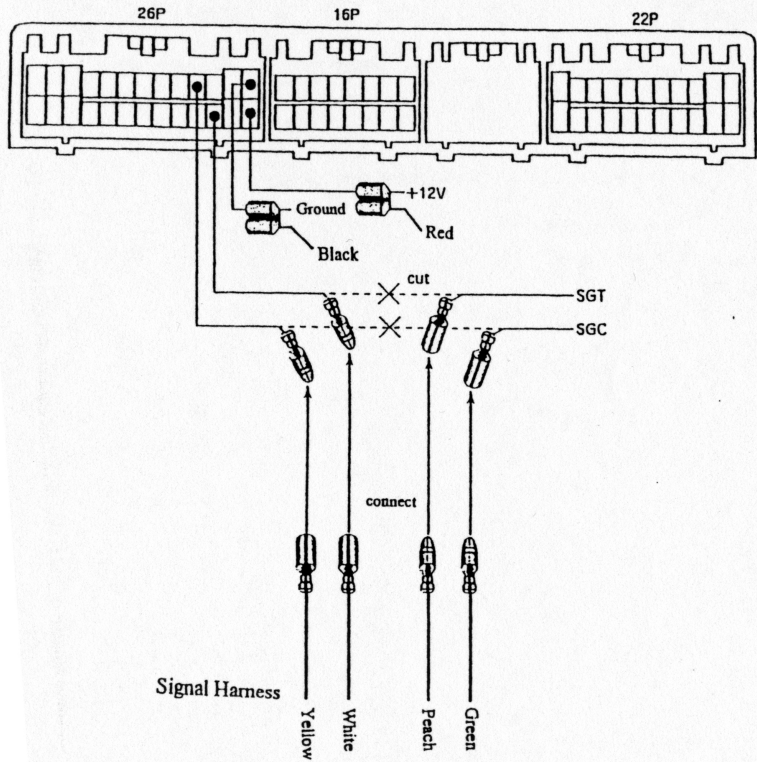 26P
16P
22P
+12V
Ground
Red
Black
cut
SGT
SGC
connect
Signal Harness
Yellow
White
Peach
Green